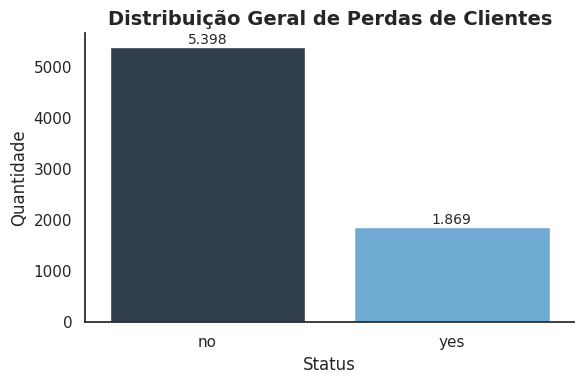 Distribuição Geral de Perdas de Clientes
5.398
1.869
5000
4000
3000
2000
1000
0
Quantidade
no
yes
Status